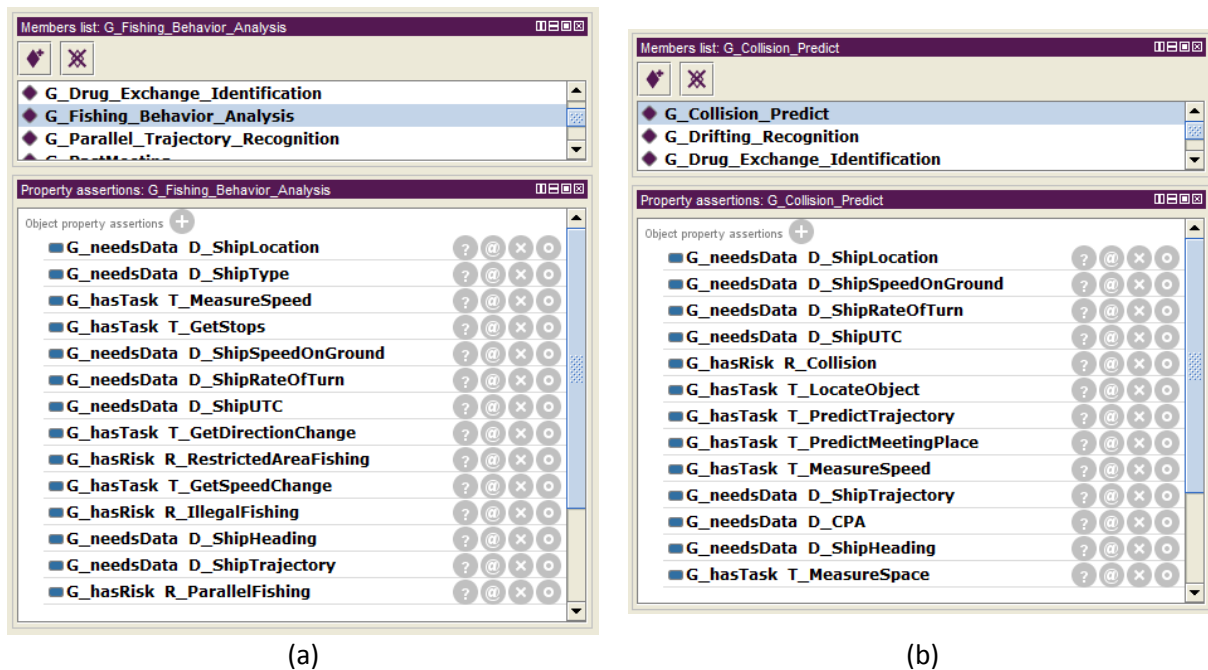 Members list: G_Fishing_Behavior_Analysis
G_Drug_Exchange_Identification
G_Fishing_Behavior_Analysis
G_Parallel_Trajectory_Recognition
Property assertions: G_Fishing_Behavior_Analysis
Object property assertions
G_needsData D_ShipLocation
G_needsData D_ShipType
G_hasTask T_MeasureSpeed
G_hasTask T_GetStops
G_needsData D_ShipSpeedOnGround
G_needsData D_ShipRateOfTurn
G_needsData D_ShipUTC
G_hasTask T_GetDirectionChange
G_hasRisk R_RestrictedAreaFishing
G_hasTask T_GetSpeedChange
G_hasRisk R_IllegalFishing
G_needsData D_ShipHeading
G_needsData D_ShipTrajectory
G_hasRisk R_ParallelFishing
(a)
Members list: G_Collision_Predict
G_Collision_Predict
G_Drifting_Recognition
G_Drug_Exchange_Identification
Property assertions: G_Collision_Predict
Object property assertions
G_needsData D_ShipLocation
G_needsData D_ShipSpeedOnGround
G_needsData D_ShipRateOfTurn
G_needsData D_ShipUTC
G_hasRisk R_Collision
G_hasTask T_LocateObject
G_hasTask T_PredictTrajectory
G_hasTask T_PredictMeetingPlace
G_hasTask T_MeasureSpeed
G_needsData D_ShipTrajectory
G_needsData D_CPA
G_needsData D_ShipHeading
G_hasTask T_MeasureSpace
(b)